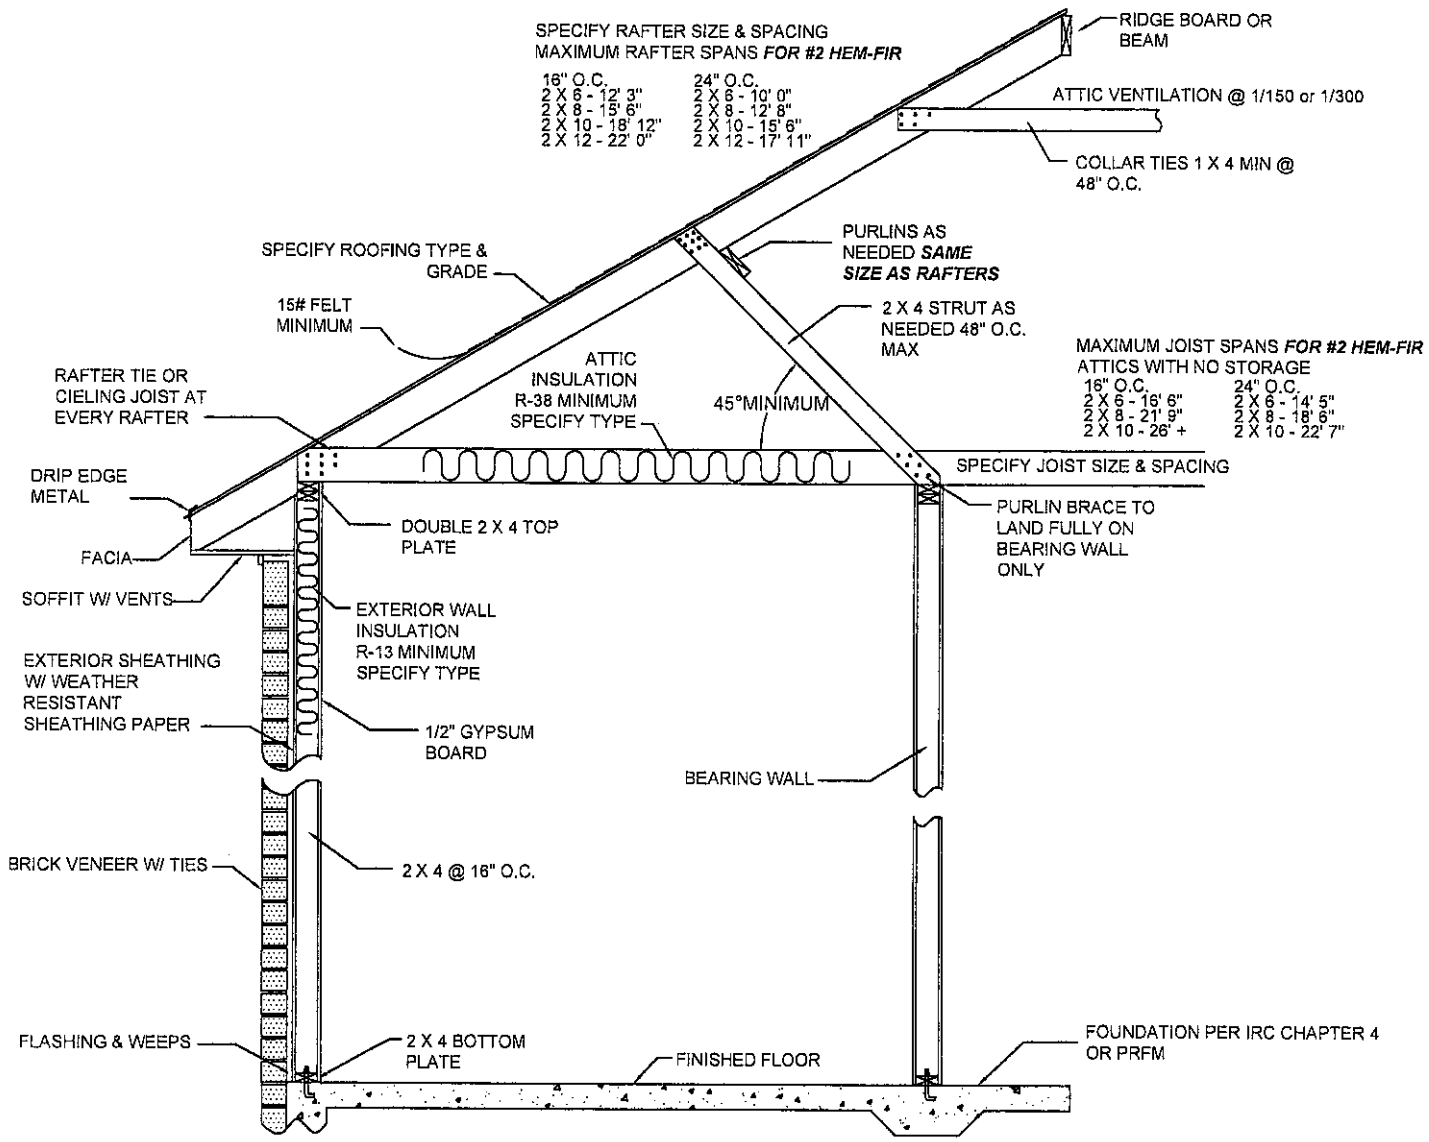 SPECIFY RAFTER SIZE & SPACING
MAXIMUM RAFTER SPANS FOR #2 HEM-FIR
16" O.C.
2 X 6 - 12' 3"
2 X 8 - 15' 6"
2 X 10 - 18' 12"
2 X 12 - 22' 0"
24" O.C.
2 X 6 - 10' 0"
2 X 8 - 12' 8"
2 X 10 - 15' 6"
2 X 12 - 17' 11"
RIDGE BOARD OR
BEAM
ATTIC VENTILATION @ 1/150 or 1/300
COLLAR TIES 1 X 4 MIN @
48" O.C.
SPECIFY ROOFING TYPE &
GRADE
PURLINS AS
NEEDED SAME
SIZE AS RAFTERS
15# FELT
MINIMUM
2 X 4 STRUT AS
NEEDED 48" O.C.
MAX
MAXIMUM JOIST SPANS FOR #2 HEM-FIR
ATTICS WITH NO STORAGE
16" O.C.
2 X 6 - 16' 6"
2 X 8 - 21' 9"
2 X 10 - 26' +
24" O.C.
2 X 6 - 14' 5"
2 X 8 - 18' 6"
2 X 10 - 22' 7"
RAFTER TIE OR
CIELING JOIST AT
EVERY RAFTER
ATTIC
INSULATION
R-38 MINIMUM
SPECIFY TYPE
45°MINIMUM
SPECIFY JOIST SIZE & SPACING
DRIP EDGE
METAL
DOUBLE 2 X 4 TOP
PLATE
PURLIN BRACE TO
LAND FULLY ON
BEARING WALL
ONLY
FACIA
SOFFIT W/ VENTS
EXTERIOR WALL
INSULATION
R-13 MINIMUM
SPECIFY TYPE
EXTERIOR SHEATHING
W/ WEATHER
RESISTANT
SHEATHING PAPER
1/2" GYPSUM
BOARD
BEARING WALL
BRICK VENEER W/ TIES
2 X 4 @ 16" O.C.
FLASHING & WEEPS
2 X 4 BOTTOM
PLATE
FINISHED FLOOR
FOUNDATION PER IRC CHAPTER 4
OR PRFM